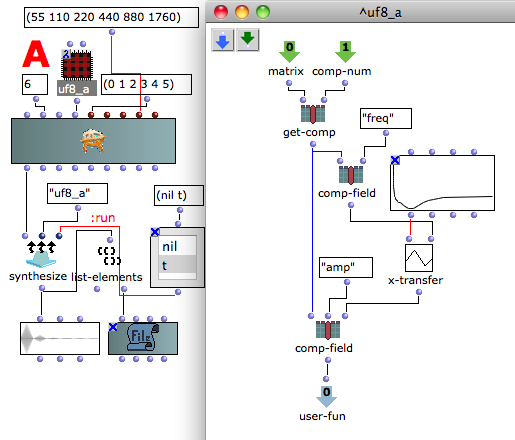 (55 110 220 440 880 1760)
A
6
uf8_a
(0 1 2 3 4 5)
"uf8_a"
:run
(nil t)
nil
t
synthesize
list-elements
File
^uf8_a
0
1
matrix
comp-num
get-comp
"freq"
comp-field
x-transfer
"amp"
comp-field
0
user-fun